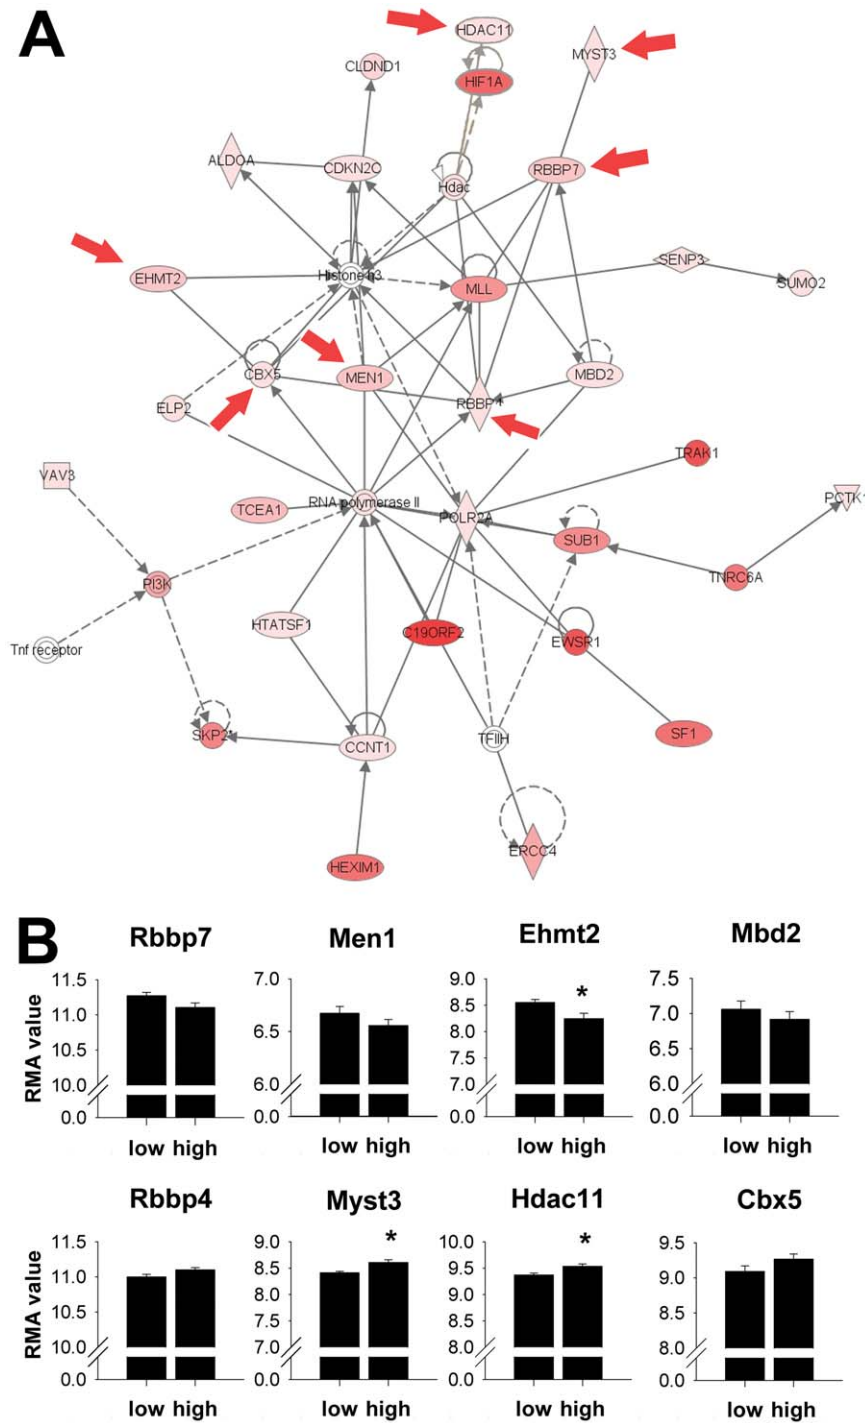 A
HDAC11
MYST3
CLDND1
HIF1A
ALDOA
CDKN2C
Hdac
RBBP7
EHMT2
Histone h3
MLL
SENP3
SUMO2
CBX5
MEN1
MBD2
ELP2
RBBP4
TRAK1
VAV3
TCEA1
RNA polymerase II
POLR2A
PCTK1
SUB1
PI3K
TNRC6A
HTATSF1
C19ORF2
EWSR1
Tnf receptor
SKP2
CCNT1
TFIIH
SF1
ERCC4
HEXIM1
B
Rbbp7 Men1 Ehmt2 Mbd2
RMA value
11.5 7.0 8.5 * 7.5
11.0 6.5 8.0 7.0
10.5 6.0 7.5 6.5
10.0 0.0 7.0 6.0
0.0 0.0 0.0
9.0
low high low high low high low high
Rbbp4 Myst3 Hdac11 Cbx5
RMA value
11.5 9.0 * 10.0 * 9.5
11.0 8.5 9.5 9.0
10.5 8.0 9.0 8.5
10.0 7.5 8.5 8.0
0.0 7.0 8.0 0.0
0.0 0.0
low high low high low high low high